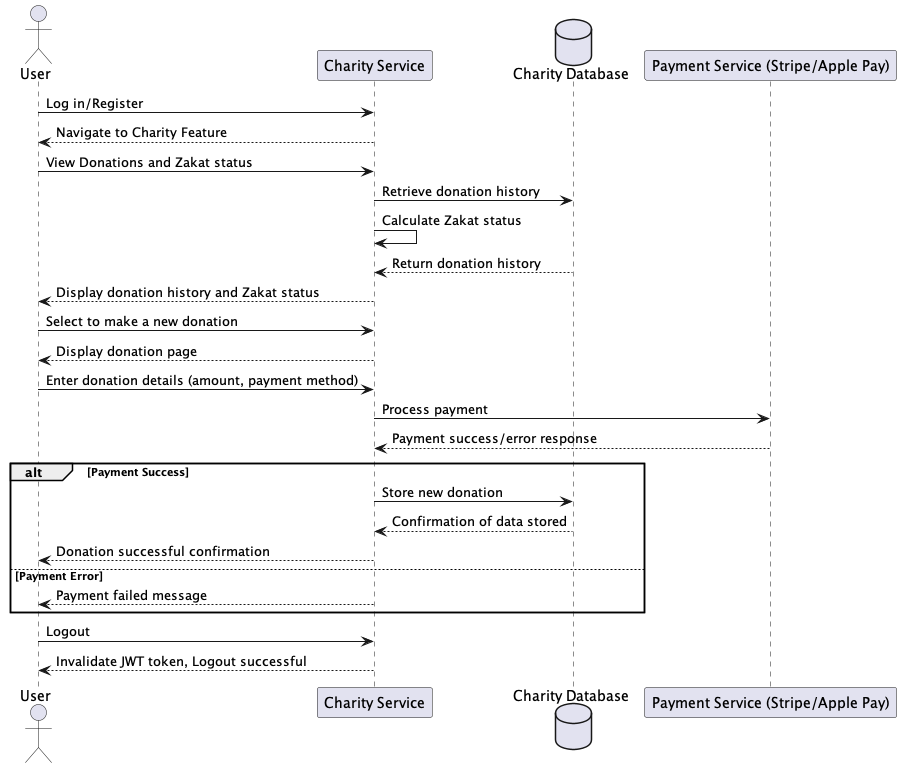 User
Charity Service
Charity Database
Payment Service (Stripe/Apple Pay)
Log in/Register
Navigate to Charity Feature
View Donations and Zakat status
Retrieve donation history
Calculate Zakat status
Return donation history
Display donation history and Zakat status
Select to make a new donation
Display donation page
Enter donation details (amount, payment method)
Process payment
Payment success/error response
alt [Payment Success]
Store new donation
Confirmation of data stored
Donation successful confirmation
[Payment Error]
Payment failed message
Logout
Invalidate JWT token, Logout successful
User
Charity Service
Charity Database
Payment Service (Stripe/Apple Pay)